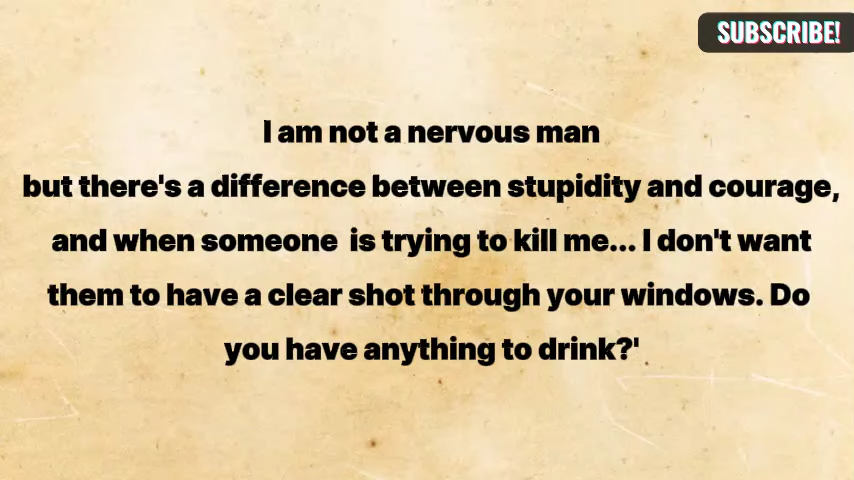 SUBSCRIBE!
I am not a nervous man
but there's a difference between stupidity and courage,
and when someone  is trying to kill me... I don't want
them to have a clear shot through your windows. Do
you have anything to drink?'